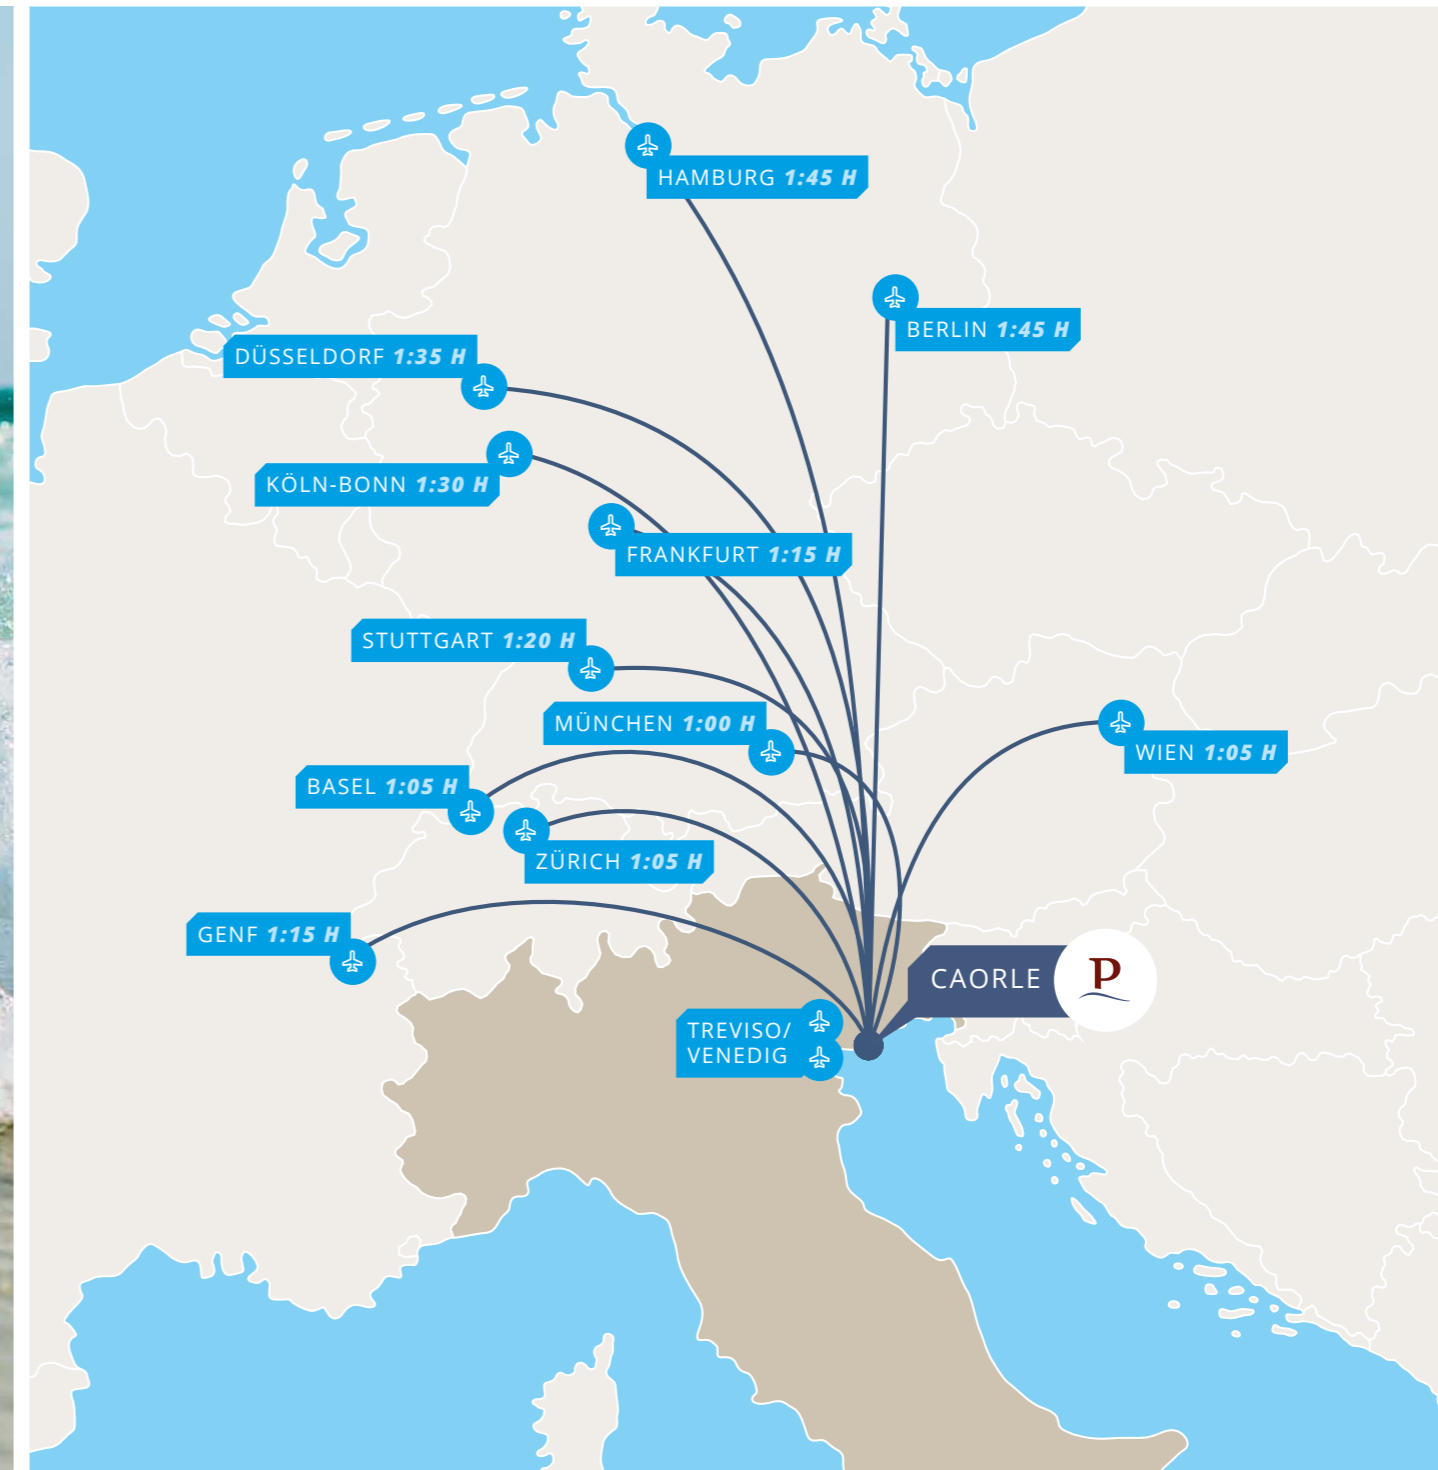 HAMBURG 1:45 H
BERLIN 1:45 H
DÜSSELDORF 1:35 H
KÖLN-BONN 1:30 H
FRANKFURT 1:15 H
STUTTGART 1:20 H
MÜNCHEN 1:00 H
WIEN 1:05 H
BASEL 1:05 H
ZÜRICH 1:05 H
GENF 1:15 H
CAORLE
P
TREVISO/
VENEDIG